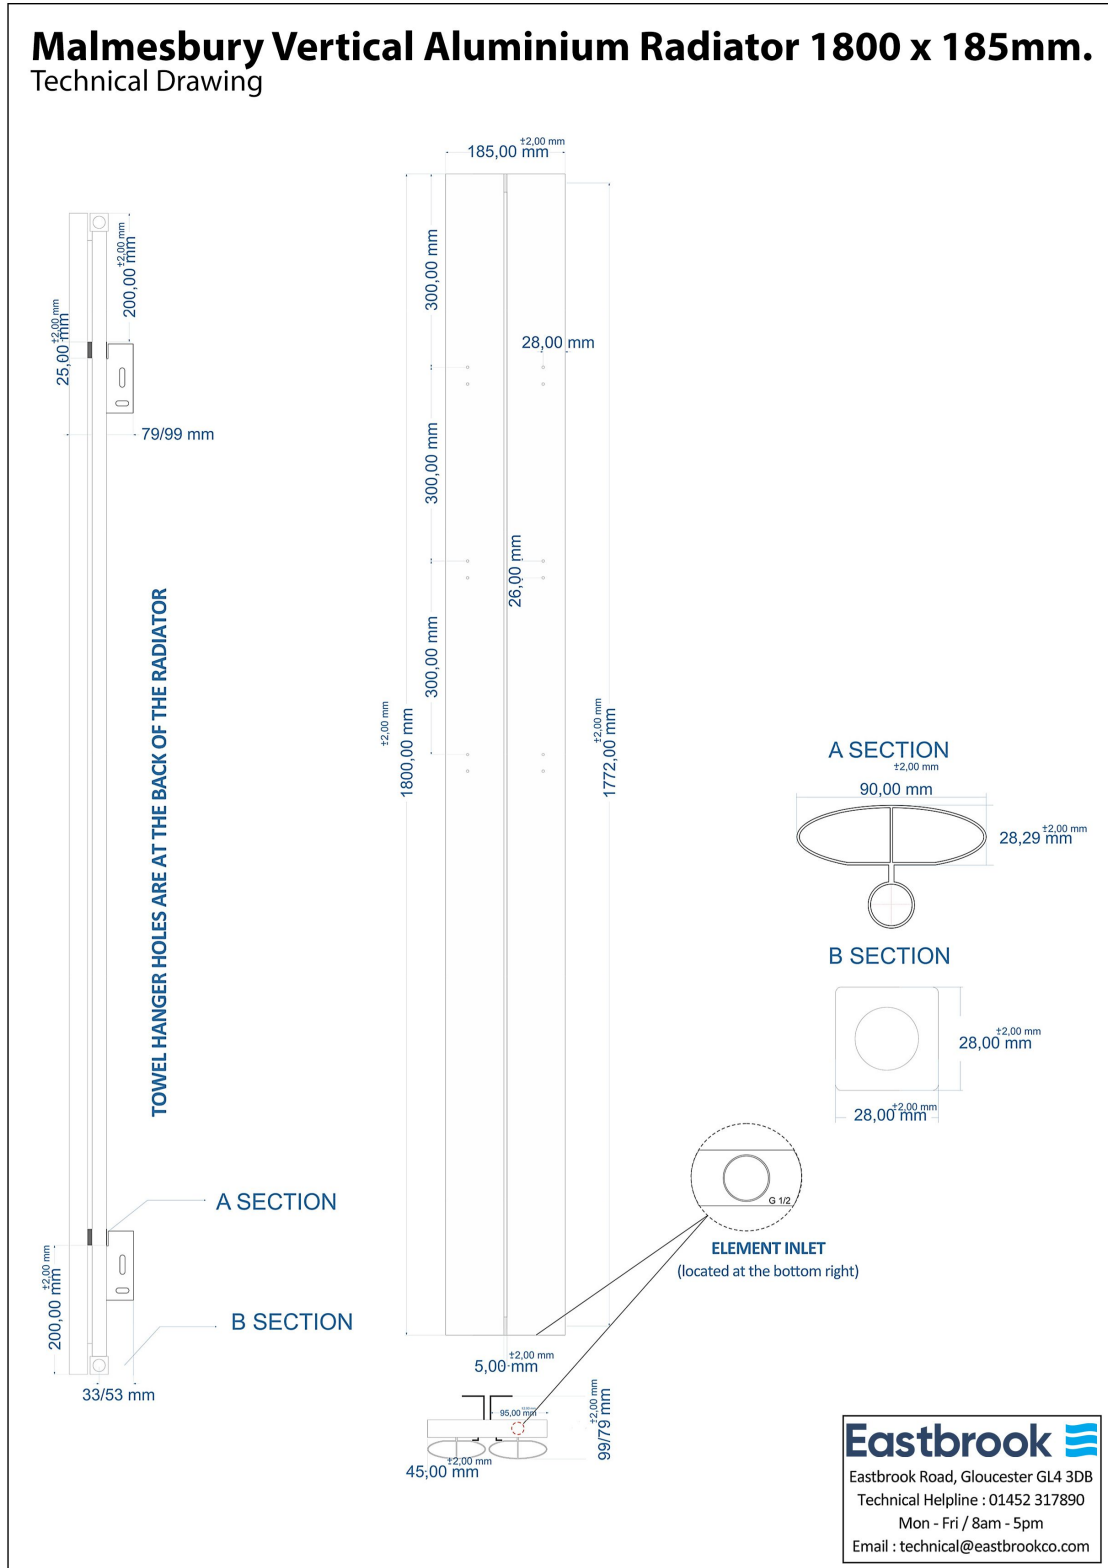 Malmesbury Vertical Aluminium Radiator 1800 x 185mm.
Technical Drawing
±2,00 mm
185,00 mm
±2,00 mm
200,00 mm
±2,00 mm
25,00 mm
79/99 mm
300,00 mm
28,00 mm
300,00 mm
26,00 mm
300,00 mm
±2,00 mm
1800,00 mm
±2,00 mm
1772,00 mm
TOWEL HANGER HOLES ARE AT THE BACK OF THE RADIATOR
A SECTION
±2,00 mm
90,00 mm
±2,00 mm
28,29 mm
B SECTION
±2,00 mm
28,00 mm
±2,00 mm
28,00 mm
G 1/2
ELEMENT INLET
(located at the bottom right)
A SECTION
±2,00 mm
200,00 mm
B SECTION
33/53 mm
±2,00 mm
5,00 mm
95,00 mm
±2,00 mm
99/79 mm
±2,00 mm
45,00 mm
Eastbrook
Eastbrook Road, Gloucester GL4 3DB
Technical Helpline : 01452 317890
Mon - Fri / 8am - 5pm
Email : technical@eastbrookco.com